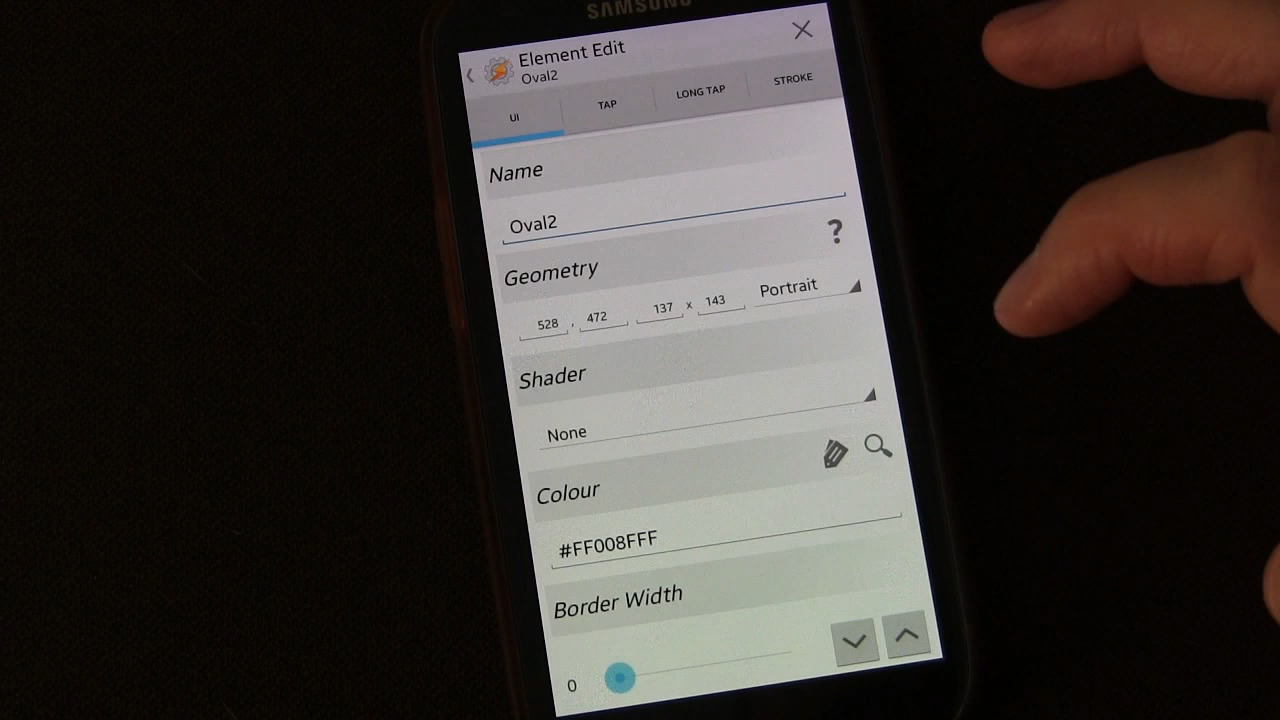 SAMSUNG
Element Edit
Oval2
UI TAP LONG TAP STROKE
Name
Oval2
Geometry ?
528 , 472 137 x 143 Portrait
Shader
None
Colour
#FF008FFF
Border Width
0